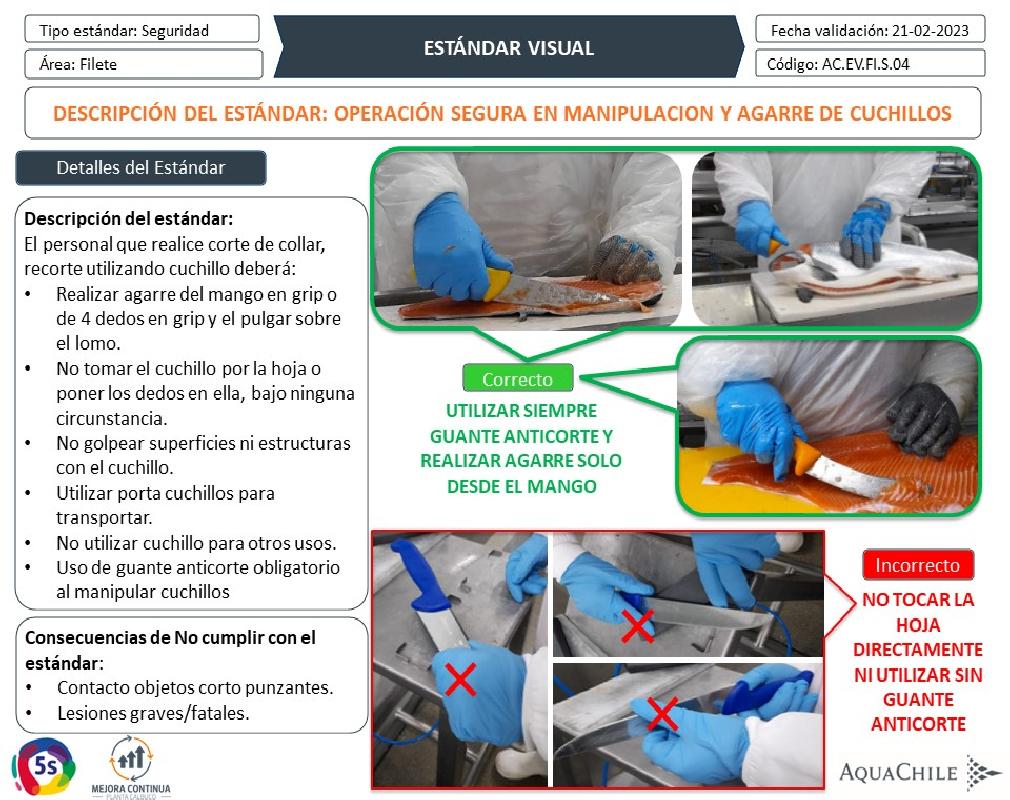 Tipo estándar: Seguridad
Área: Filete
ESTÁNDAR VISUAL
Fecha validación: 21-02-2023
Código: AC.EV.FI.S.04
DESCRIPCIÓN DEL ESTÁNDAR: OPERACIÓN SEGURA EN MANIPULACION Y AGARRE DE CUCHILLOS
Detalles del Estándar
Descripción del estándar:
El personal que realice corte de collar,
recorte utilizando cuchillo deberá:
• Realizar agarre del mango en grip o
de 4 dedos en grip y el pulgar sobre
el lomo.
• No tomar el cuchillo por la hoja o
poner los dedos en ella, bajo ninguna
circunstancia.
• No golpear superficies ni estructuras
con el cuchillo.
• Utilizar porta cuchillos para
transportar.
• No utilizar cuchillo para otros usos.
• Uso de guante anticorte obligatorio
al manipular cuchillos
Consecuencias de No cumplir con el
estándar:
• Contacto objetos corto punzantes.
• Lesiones graves/fatales.
Correcto
UTILIZAR SIEMPRE
GUANTE ANTICORTE Y
REALIZAR AGARRE SOLO
DESDE EL MANGO
Incorrecto
NO TOCAR LA
HOJA
DIRECTAMENTE
NI UTILIZAR SIN
GUANTE
ANTICORTE
5s
MEJORA CONTINUA
PLANTA CALBUCO
AQUACHILE